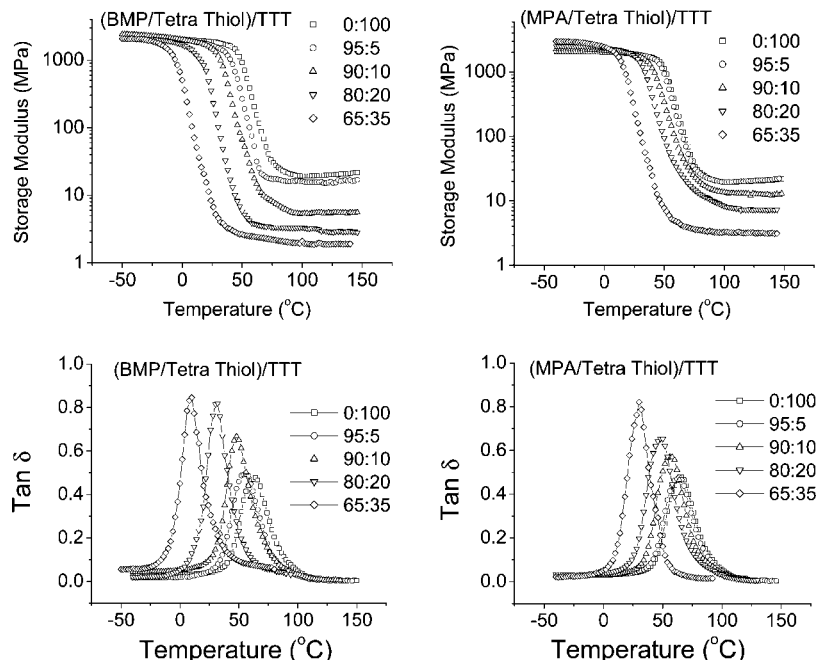 (BMP/Tetra Thiol)/TTT
0:100
95:5
90:10
80:20
65:35
1000
100
10
1
Storage Modulus (MPa)
-50 0 50 100 150
Temperature (°C)
(MPA/Tetra Thiol)/TTT
0:100
95:5
90:10
80:20
65:35
1000
100
10
1
Storage Modulus (MPa)
-50 0 50 100 150
Temperature (°C)
(BMP/Tetra Thiol)/TTT
0:100
95:5
90:10
80:20
65:35
1.0
0.8
0.6
0.4
0.2
0.0
Tan δ
-50 0 50 100 150
Temperature (°C)
(MPA/Tetra Thiol)/TTT
0:100
95:5
90:10
80:20
65:35
1.0
0.8
0.6
0.4
0.2
0.0
Tan δ
-50 0 50 100 150
Temperature (°C)